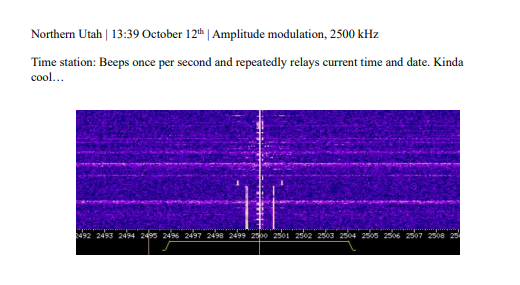 Northern Utah | 13:39 October 12th | Amplitude modulation, 2500 kHz
Time station: Beeps once per second and repeatedly relays current time and date. Kinda
cool…
2492 2493 2494 2495 2496 2497 2498 2499 2500 2501 2502 2503 2504 2505 2506 2507 2508 25